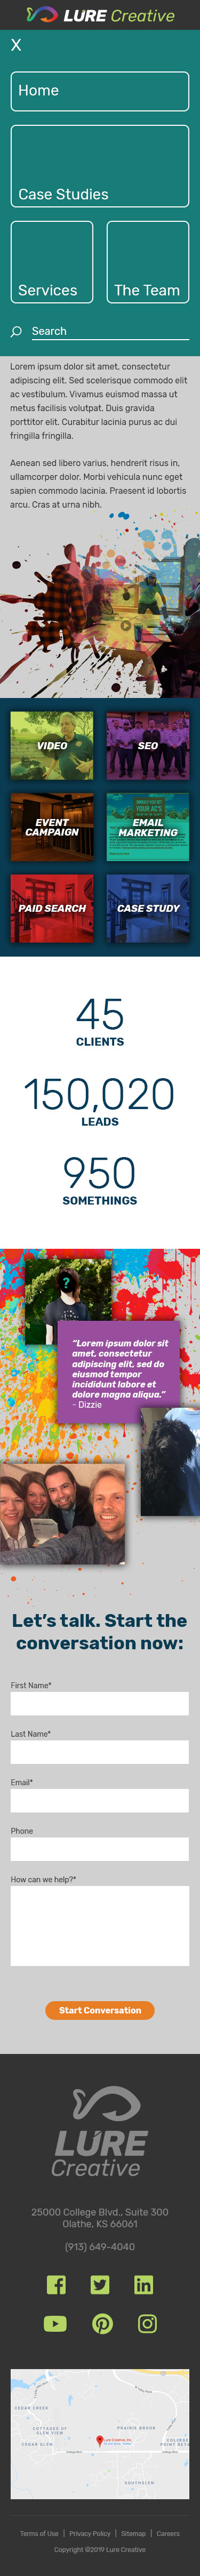 LURE Creative
X
Home
Case Studies
Services
The Team
Search
Lorem ipsum dolor sit amet, consectetur
adipiscing elit. Sed scelerisque commodo elit
ac vestibulum. Vivamus euismod massa ut
metus facilisis volutpat. Duis gravida
porttitor elit. Curabitur lacinia purus ac dui
fringilla fringilla.
Aenean sed libero varius, hendrerit risus in,
ullamcorper dolor. Morbi vehicula nunc eget
sapien commodo lacinia. Praesent id lobortis
arcu. Cras at urna nibh.
VIDEO
SEO
EVENT
CAMPAIGN
EMAIL
MARKETING
PAID SEARCH
CASE STUDY
45
CLIENTS
150,020
LEADS
950
SOMETHINGS
?
“Lorem ipsum dolor sit
amet, consectetur
adipiscing elit, sed do
eiusmod tempor
incididunt labore et
dolore magna aliqua.”
- Dizzie
Let’s talk. Start the
conversation now:
First Name*
Last Name*
Email*
Phone
How can we help?*
Start Conversation
LURE
Creative
25000 College Blvd., Suite 300
Olathe, KS 66061
(913) 649-4040
CEDAR CREEK
COTTAGES OF
GLEN VIEW
CEDAR GLEN
PRAIRIE BROOK
Lure Creative, Inc.
SOUTHGLEN
Terms of Use | Privacy Policy | Sitemap | Careers
Copyright ©2019 Lure Creative